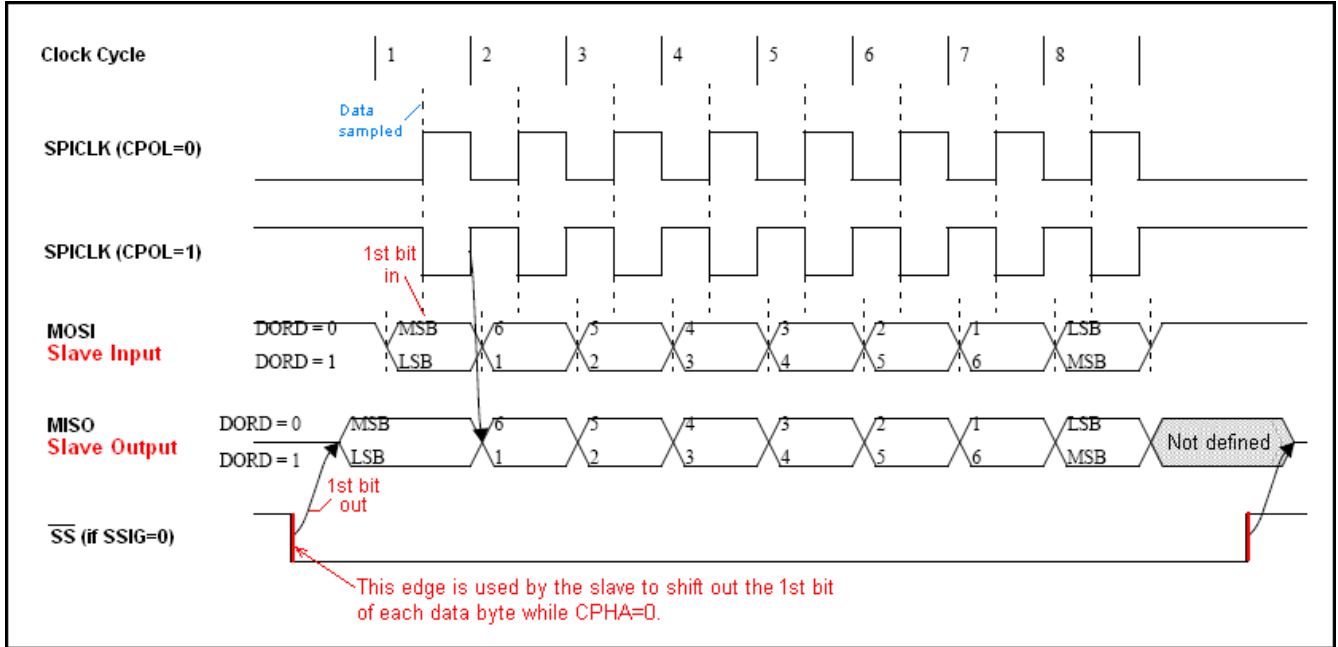 Clock Cycle 1 2 3 4 5 6 7 8
Data
sampled
SPICLK (CPOL=0)
SPICLK (CPOL=1)
1st bit
in
MOSI DORD = 0 MSB 6 5 4 3 2 1 LSB
Slave Input DORD = 1 LSB 1 2 3 4 5 6 MSB
MISO DORD = 0 MSB 6 5 4 3 2 1 LSB
Slave Output DORD = 1 LSB 1 2 3 4 5 6 MSB Not defined
1st bit
out
SS (if SSIG=0)
This edge is used by the slave to shift out the 1st bit
of each data byte while CPHA=0.